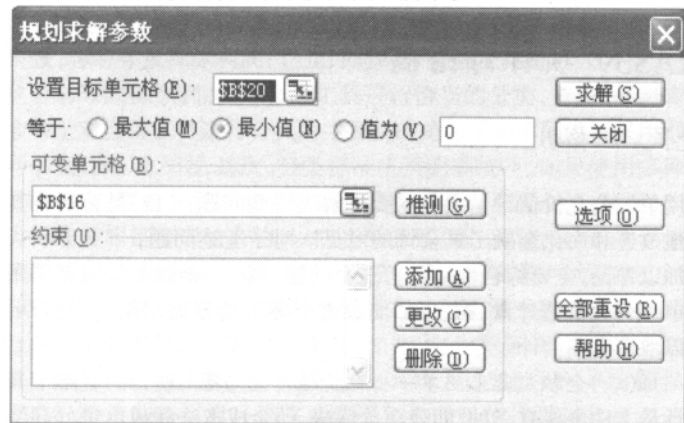 规划求解参数
设置目标单元格(E): $B$20 求解(S)
等于: 最大值(M) 最小值(N) 值为(V) 0 关闭
可变单元格(B):
$B$16 推测(G) 选项(O)
约束(U)
添加(A)
更改(C) 全部重设(R)
删除(D) 帮助(H)